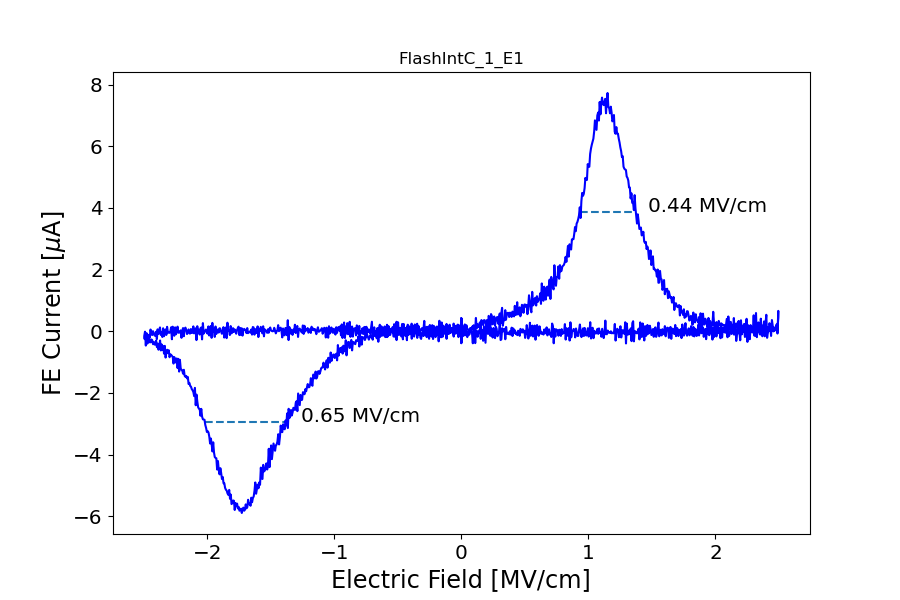 FlashIntC_1_E1
8
6
4
2
0
−2
−4
−6
FE Current [μA]
0.44 MV/cm
0.65 MV/cm
−2 −1 0 1 2
Electric Field [MV/cm]